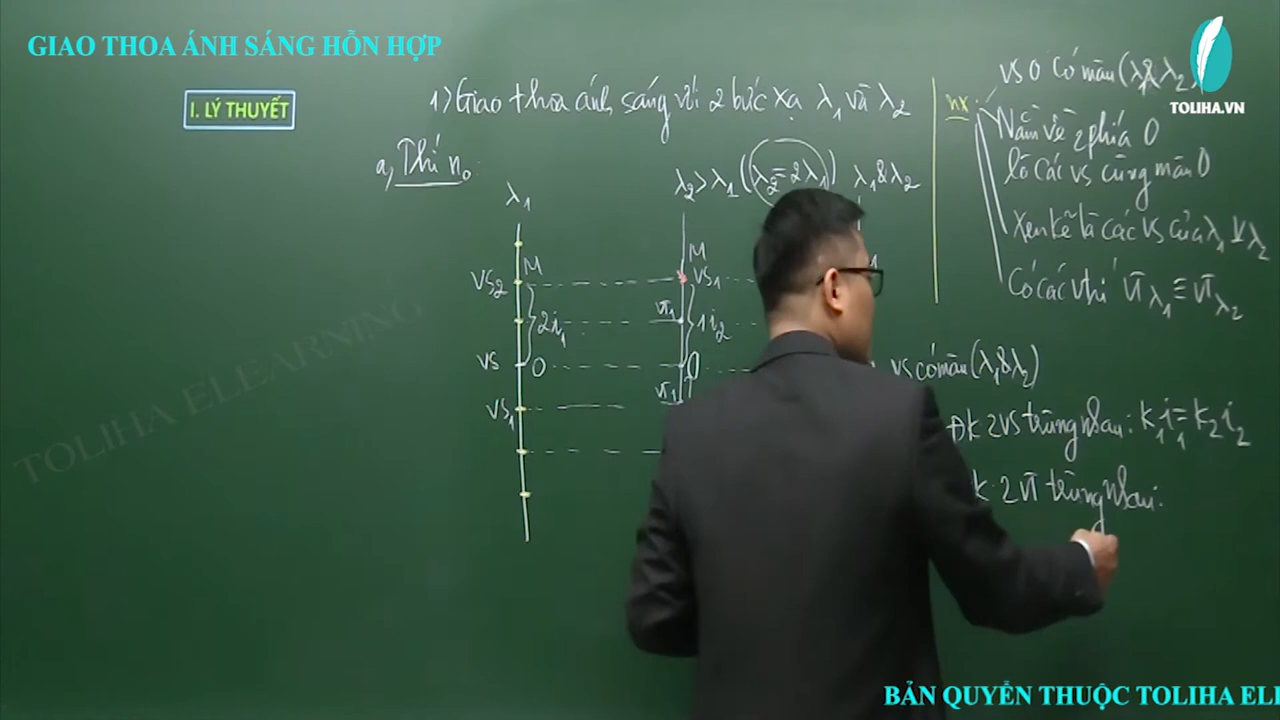 GIAO THOA ÁNH SÁNG HỖN HỢP
TOLIHA.VN
I. LÝ THUYẾT
1) Giao thoa ánh sáng với 2 bức xạ λ₁ và λ₂
a, Thí n₀:
λ₁
λ₂ > λ₁ (λ₂ = 2λ₁)
λ₁ & λ₂
M
VS₂
2i₁
VS
O
VS₁
M
VS₁
VT₁
1i₂
O
VT₁
nx:
VS O có màu (λ₁ & λ₂)
Nằm về 2 phía O
là các VS cùng màu O
Xen kẽ là các VS của λ₁ và λ₂
Có các vị trí VT λ₁ ≡ VT λ₂
VS có màu (λ₁ & λ₂)
ĐK 2VS trùng nhau: k₁i₁ = k₂i₂
K 2VT trùng nhau:
TOLIHA ELEARNING
BẢN QUYỀN THUỘC TOLIHA ELE